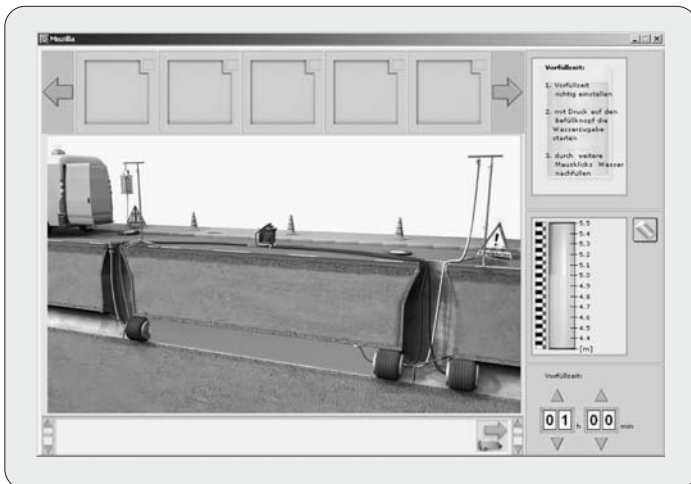 Mozilla
Vorfüllzeit:
1. Vorfüllzeit
richtig einstellen
2. mit Druck auf den
Befüllknopf die
Wasserzugabe
starten
3. durch weitere
Mausklicks Wasser
nachfüllen
5.5
5.4
5.3
5.2
5.1
5.0
4.9
4.8
4.7
4.6
4.5
4.4
[m]
Vorfüllzeit:
01 h 00 min